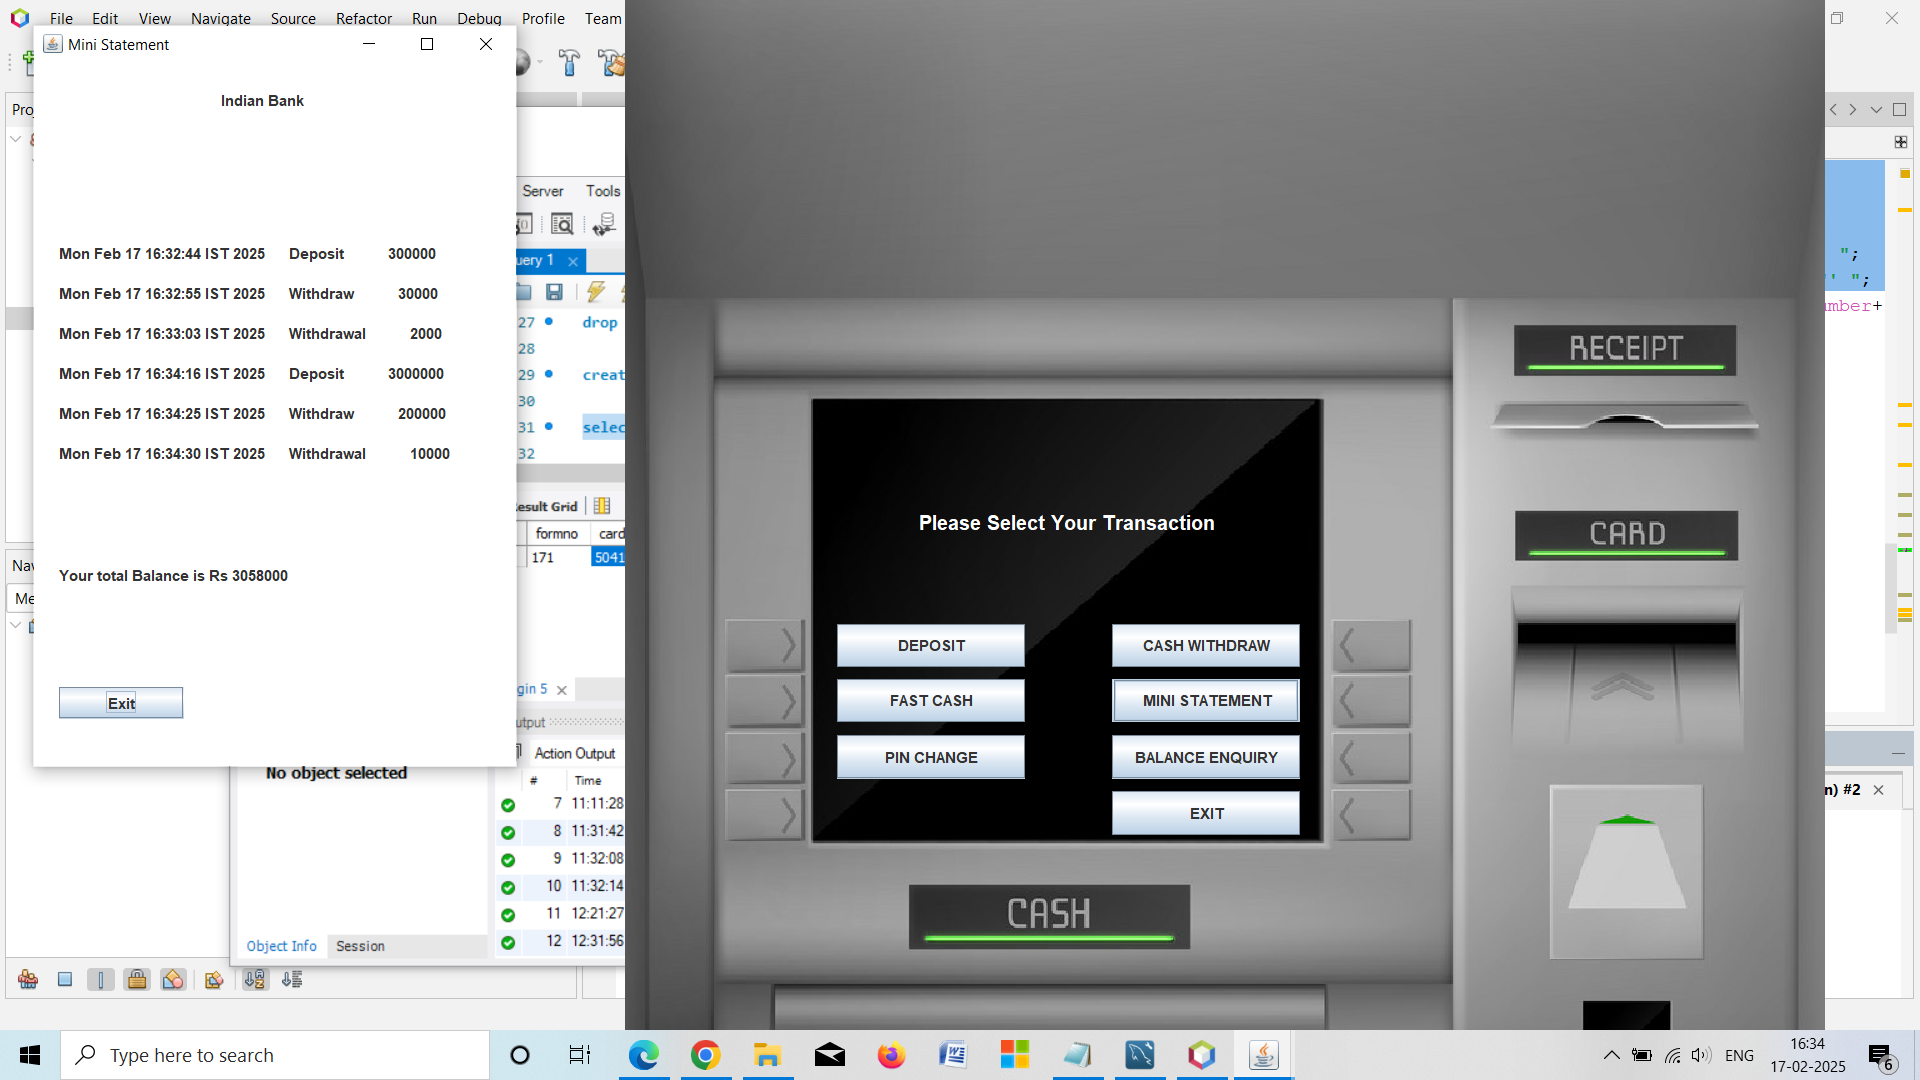 File Edit View Navigate Source Refactor Run Debug Profile Team
Mini Statement
Indian Bank
Mon Feb 17 16:32:44 IST 2025 Deposit 300000
Mon Feb 17 16:32:55 IST 2025 Withdraw 30000
Mon Feb 17 16:33:03 IST 2025 Withdrawal 2000
Mon Feb 17 16:34:16 IST 2025 Deposit 3000000
Mon Feb 17 16:34:25 IST 2025 Withdraw 200000
Mon Feb 17 16:34:30 IST 2025 Withdrawal 10000
Your total Balance is Rs 3058000
Exit
Server Tools
uery 1
27 drop
28
29 creat
30
31 selec
32
esult Grid
formno card
171 5041
gin 5
utput
Action Output
# Time
7 11:11:28
8 11:31:42
9 11:32:08
10 11:32:14
11 12:21:27
12 12:31:56
No object selected
Object Info Session
Proj
Nav
Me
Please Select Your Transaction
DEPOSIT CASH WITHDRAW
FAST CASH MINI STATEMENT
PIN CHANGE BALANCE ENQUIRY
EXIT
CASH
RECEIPT
CARD
";
'' ";
mber+
n) #2
Type here to search
ENG
16:34
17-02-2025
6